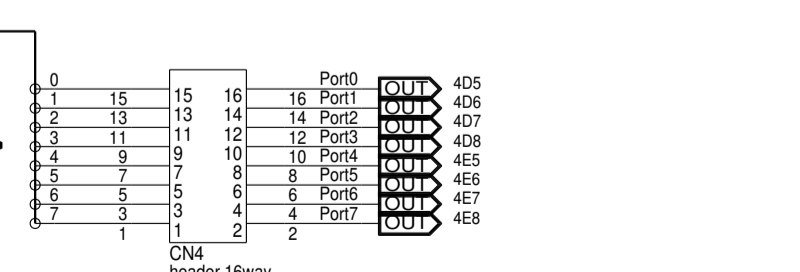 0 Port0 OUT 4D5
1 15 15 16 16 Port1 OUT 4D6
2 13 13 14 14 Port2 OUT 4D7
3 11 11 12 12 Port3 OUT 4D8
4 9 9 10 10 Port4 OUT 4E5
5 7 7 8 8 Port5 OUT 4E6
6 5 5 6 6 Port6 OUT 4E7
7 3 3 4 4 Port7 OUT 4E8
1 1 2 2
CN4
header 16way